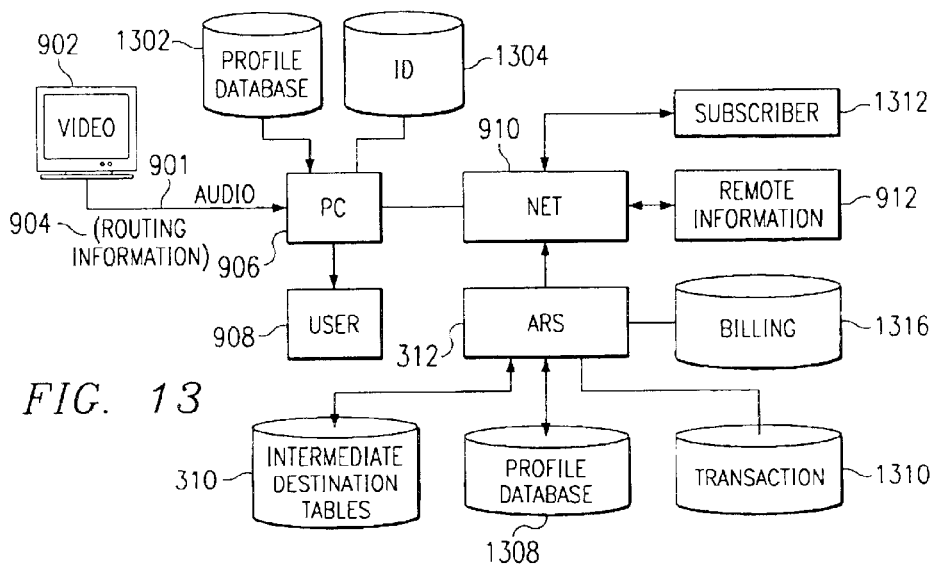 1302
PROFILE
DATABASE
ID
1304
902
VIDEO
901
AUDIO
904
(ROUTING
INFORMATION)
PC
906
910
NET
SUBSCRIBER
1312
REMOTE
INFORMATION
912
USER
908
ARS
312
BILLING
1316
FIG. 13
INTERMEDIATE
DESTINATION
TABLES
310
PROFILE
DATABASE
1308
TRANSACTION
1310